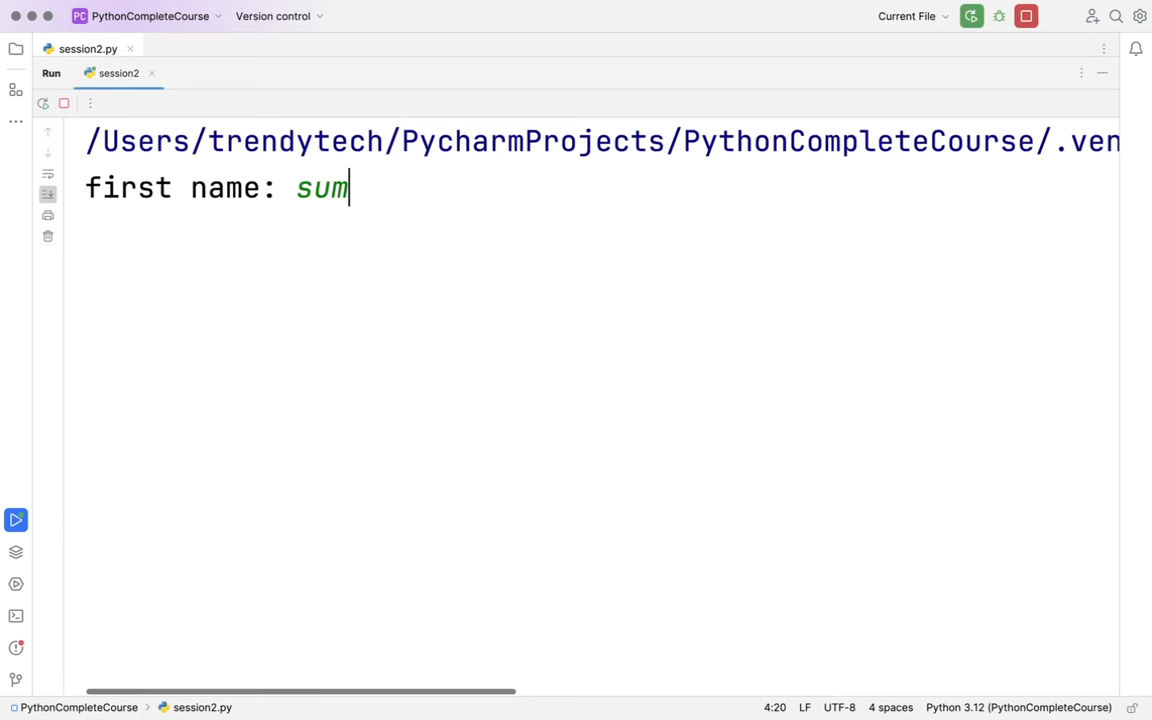 PC PythonCompleteCourse Version control Current File
session2.py
Run session2
/Users/trendytech/PycharmProjects/PythonCompleteCourse/.ven
first name: sum
PythonCompleteCourse session2.py 4:20 LF UTF-8 4 spaces Python 3.12 (PythonCompleteCourse)